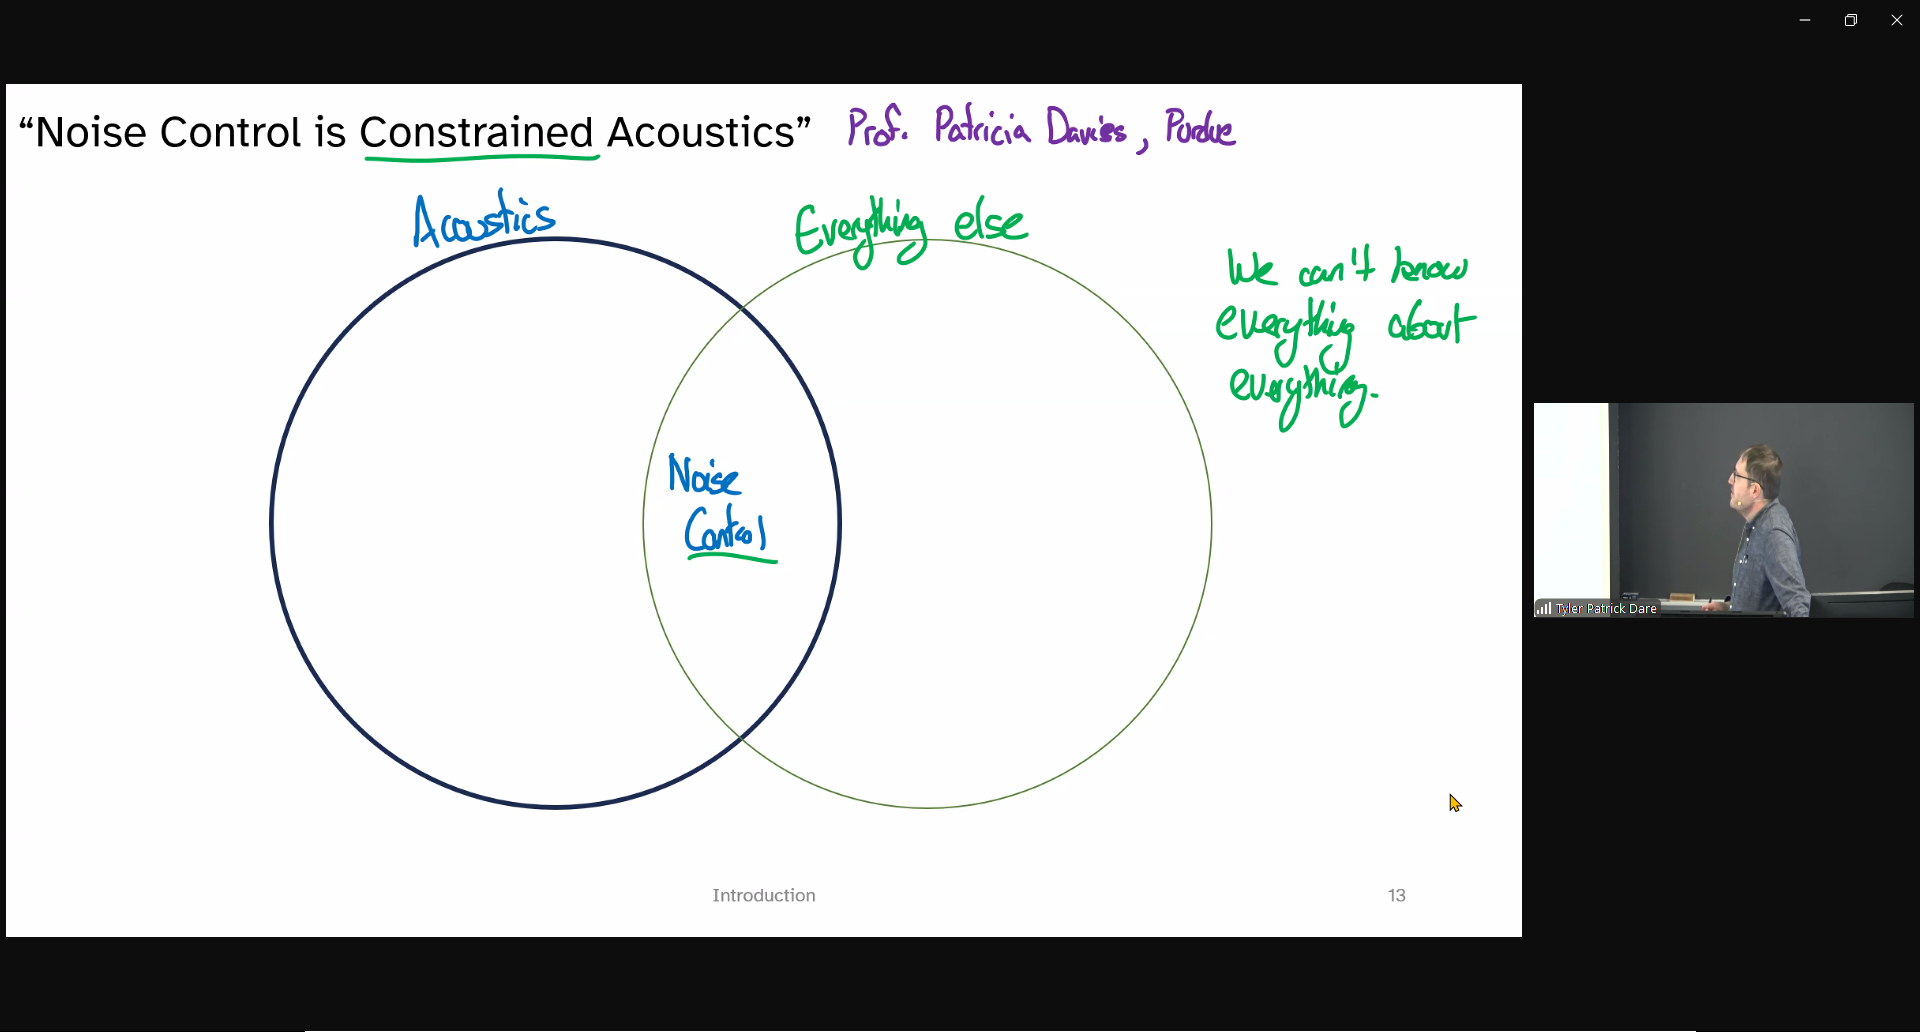 “Noise Control is Constrained Acoustics” Prof. Patricia Davies, Purdue
Acoustics
Everything else
We can't know
everything about
everything.
Noise
Control
Tyler Patrick Dare
Introduction
13